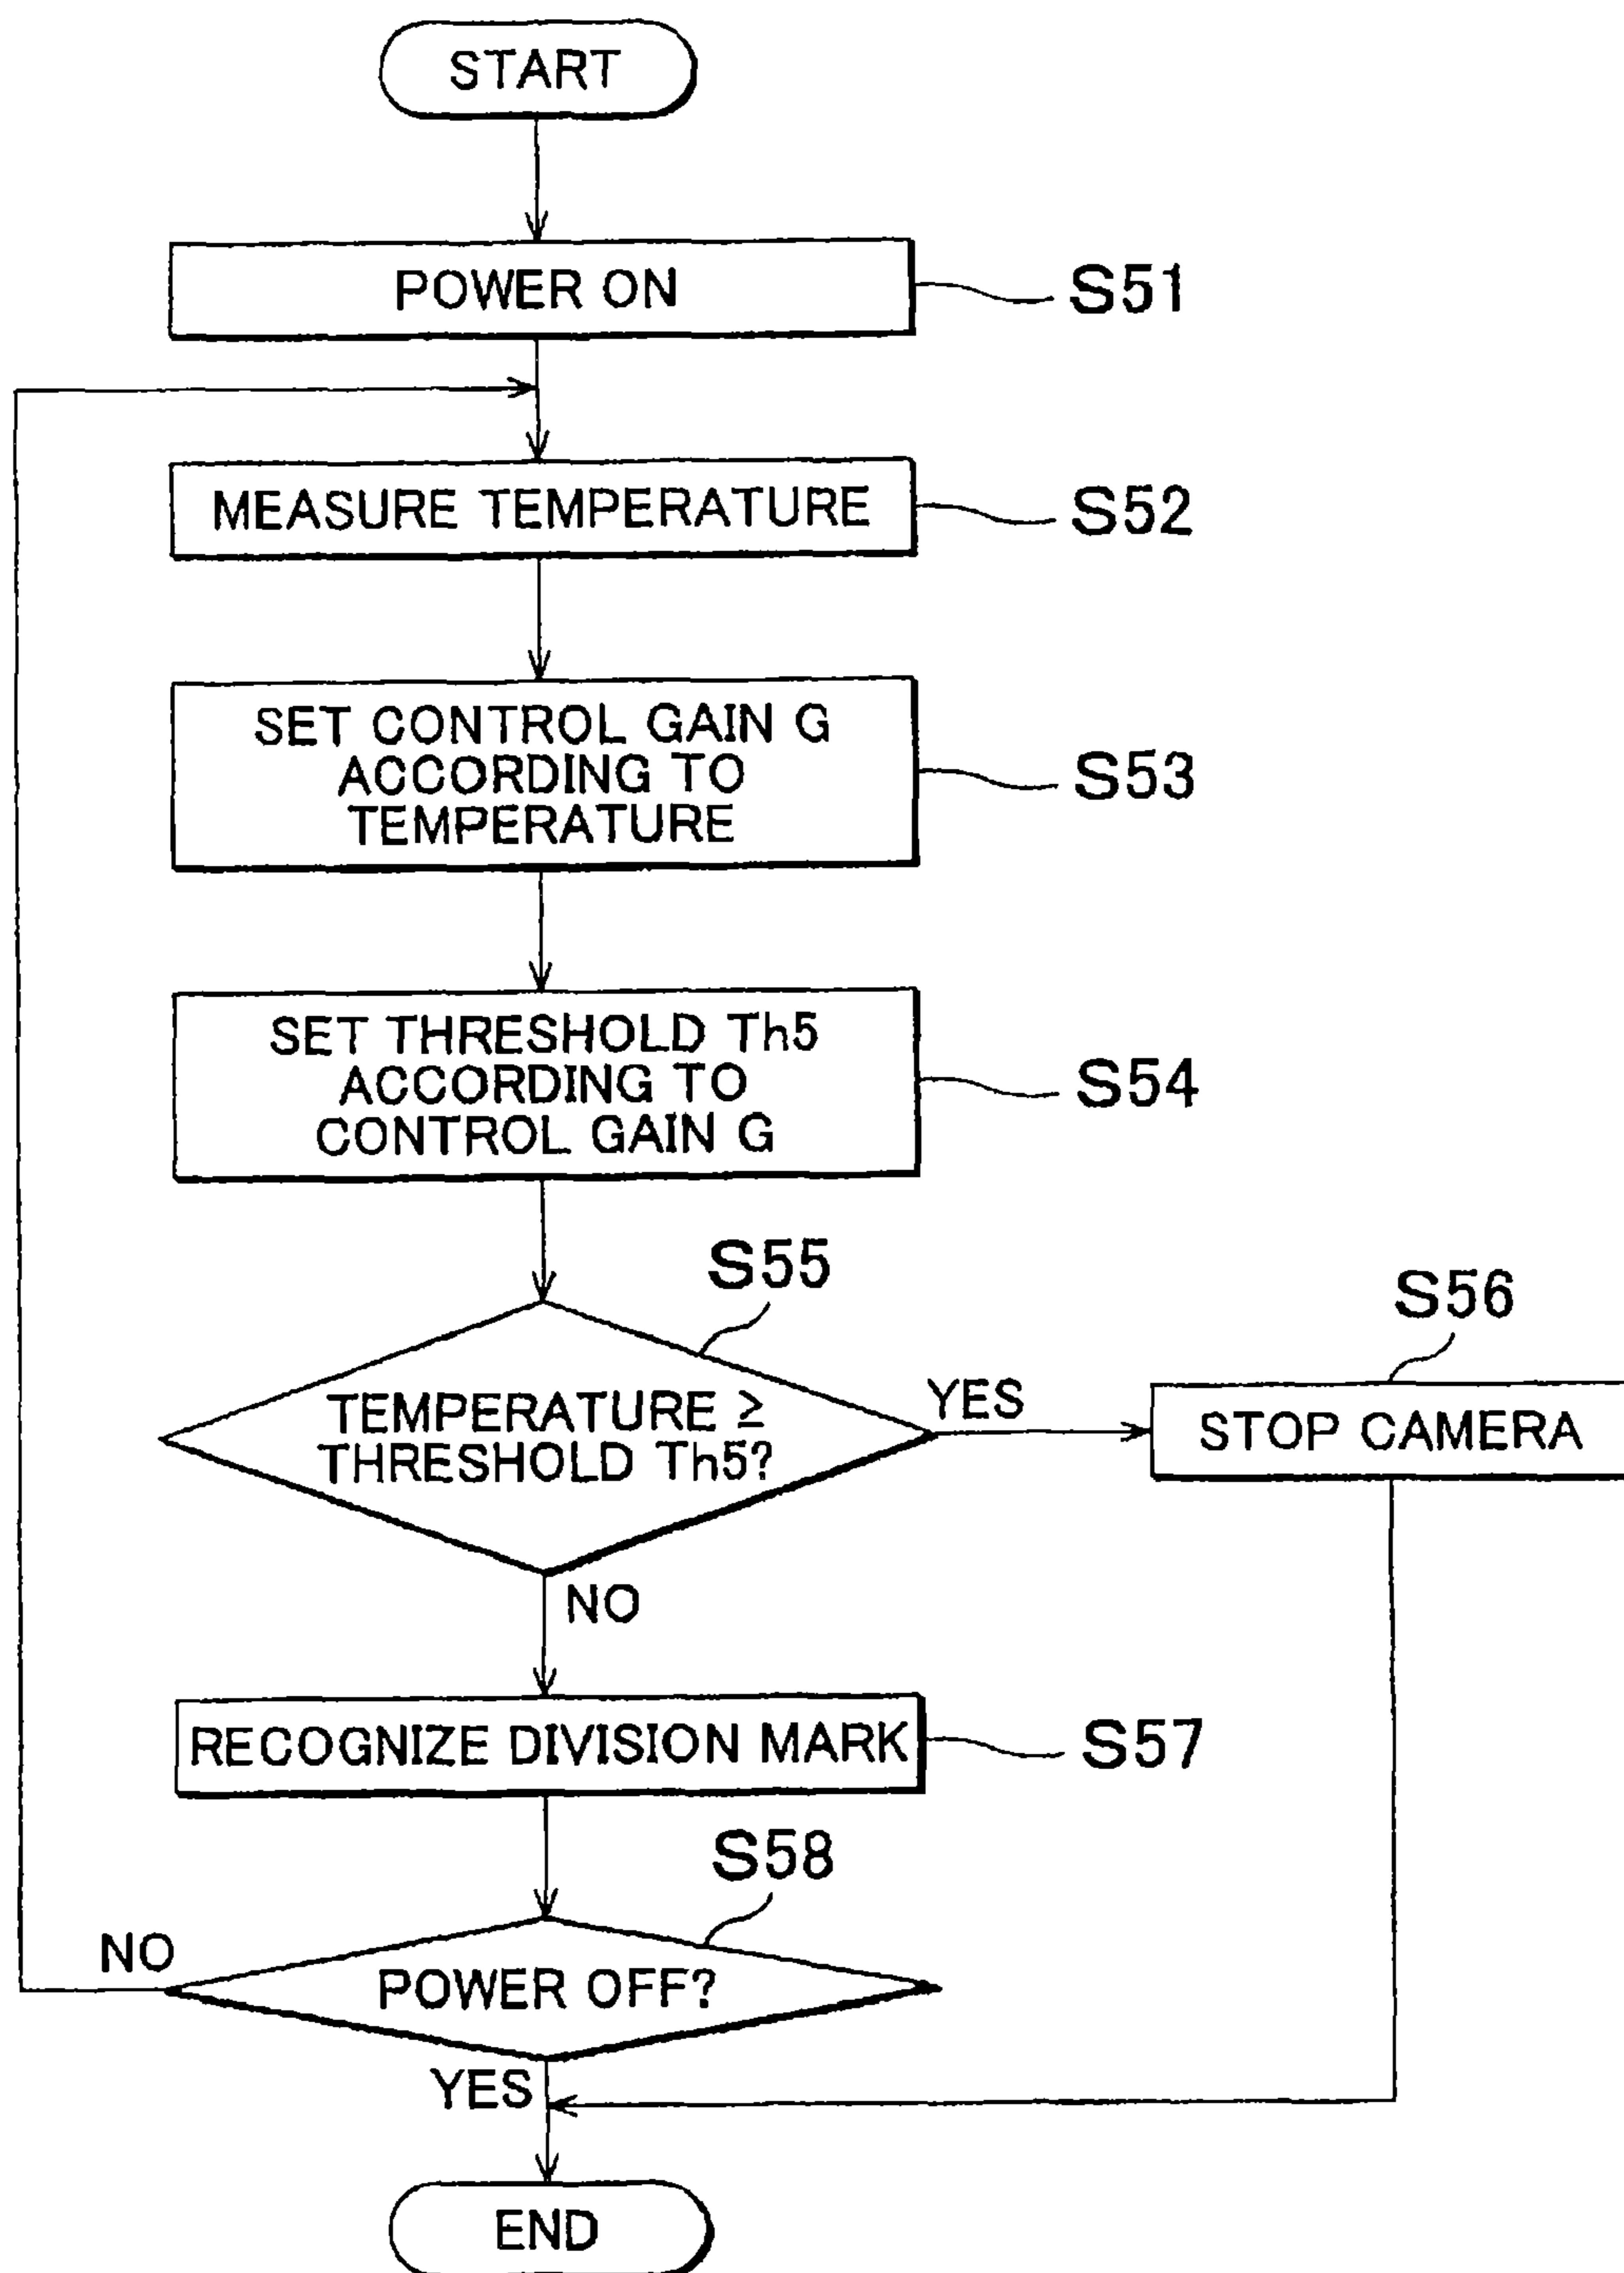 START
POWER ON
S51
MEASURE TEMPERATURE
S52
SET CONTROL GAIN G
ACCORDING TO
TEMPERATURE
S53
SET THRESHOLD Th5
ACCORDING TO
CONTROL GAIN G
S54
S55
TEMPERATURE ≥
THRESHOLD Th5?
YES
S56
STOP CAMERA
NO
RECOGNIZE DIVISION MARK
S57
S58
POWER OFF?
NO
YES
END